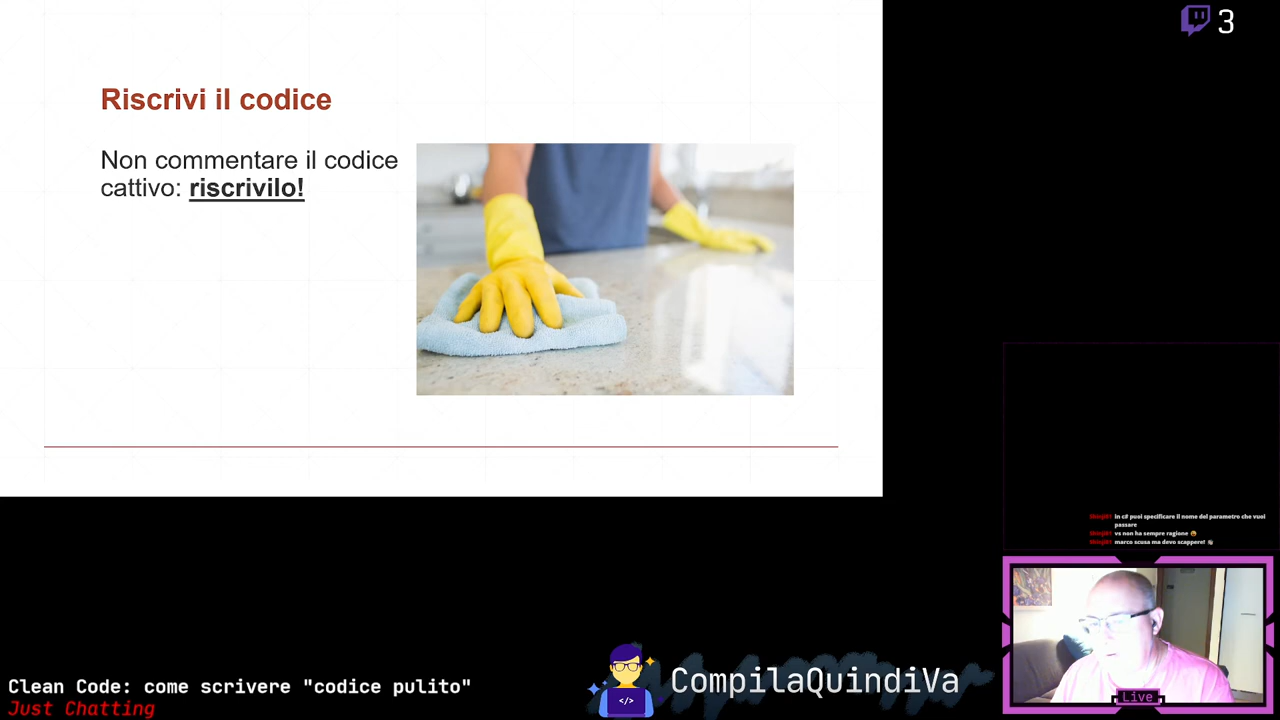 3
Riscrivi il codice
Non commentare il codice
cattivo: riscrivilo!
in c# puoi specificare il nome del parametro che vuoi
passare
vs non ha sempre ragione
marco scusa ma devo scappere!
Live
</>
CompilaQuindiVa
Clean Code: come scrivere "codice pulito"
Just Chatting